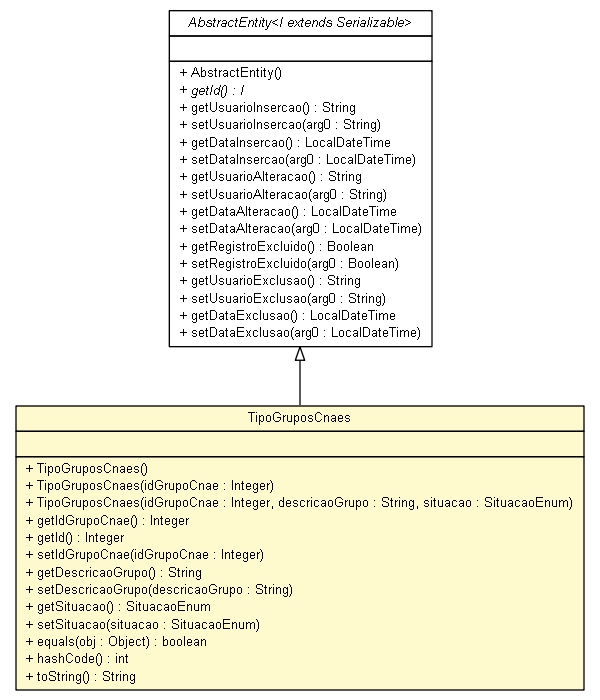 AbstractEntity<I extends Serializable>
+ AbstractEntity()
+ getId() : I
+ getUsuarioInsercao() : String
+ setUsuarioInsercao(arg0 : String)
+ getDataInsercao() : LocalDateTime
+ setDataInsercao(arg0 : LocalDateTime)
+ getUsuarioAlteracao() : String
+ setUsuarioAlteracao(arg0 : String)
+ getDataAlteracao() : LocalDateTime
+ setDataAlteracao(arg0 : LocalDateTime)
+ getRegistroExcluido() : Boolean
+ setRegistroExcluido(arg0 : Boolean)
+ getUsuarioExclusao() : String
+ setUsuarioExclusao(arg0 : String)
+ getDataExclusao() : LocalDateTime
+ setDataExclusao(arg0 : LocalDateTime)
TipoGruposCnaes
+ TipoGruposCnaes()
+ TipoGruposCnaes(idGrupoCnae : Integer)
+ TipoGruposCnaes(idGrupoCnae : Integer, descricaoGrupo : String, situacao : SituacaoEnum)
+ getIdGrupoCnae() : Integer
+ getId() : Integer
+ setIdGrupoCnae(idGrupoCnae : Integer)
+ getDescricaoGrupo() : String
+ setDescricaoGrupo(descricaoGrupo : String)
+ getSituacao() : SituacaoEnum
+ setSituacao(situacao : SituacaoEnum)
+ equals(obj : Object) : boolean
+ hashCode() : int
+ toString() : String